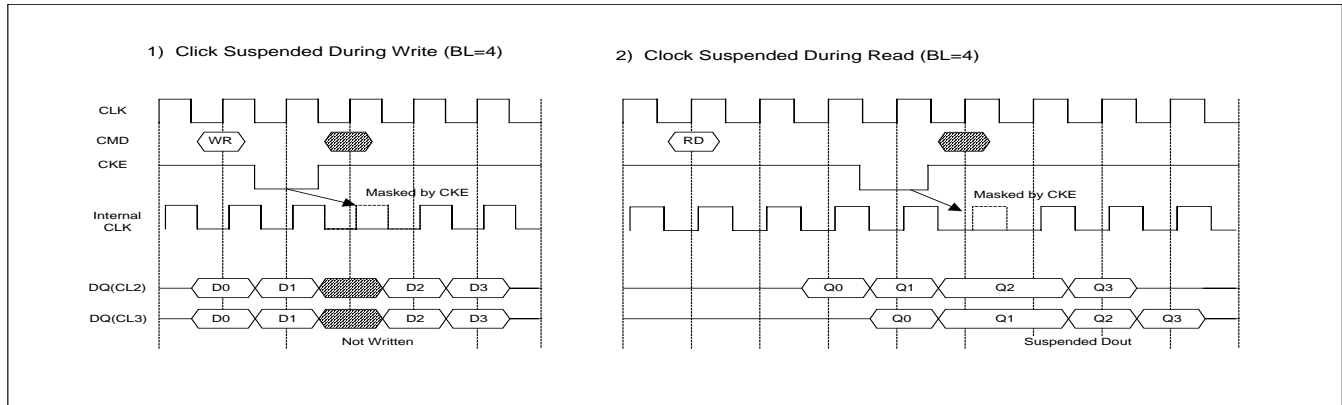 1) Click Suspended During Write (BL=4)
2) Clock Suspended During Read (BL=4)
CLK
CMD
WR
RD
CKE
Masked by CKE
Masked by CKE
Internal
CLK
DQ(CL2)
D0 D1 D2 D3
Q0 Q1 Q2 Q3
DQ(CL3)
D0 D1 D2 D3
Q0 Q1 Q2 Q3
Not Written
Suspended Dout